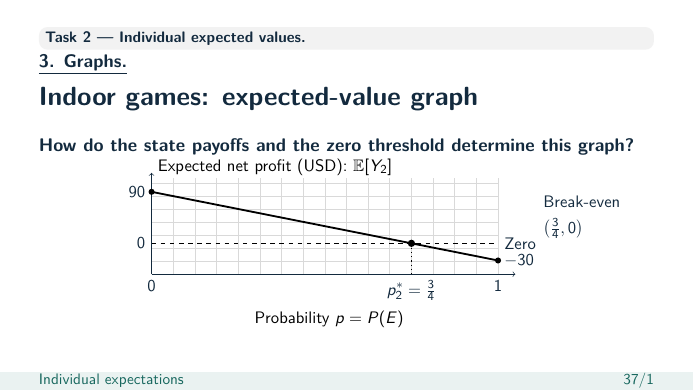 Task 2 — Individual expected values.
3. Graphs.
Indoor games: expected-value graph
How do the state payoffs and the zero threshold determine this graph?
Expected net profit (USD): 𝔼[Y₂]
90
0
Zero
−30
Break-even
(3/4, 0)
0
p₂* = 3/4
1
Probability p = P(E)
Individual expectations
37/1